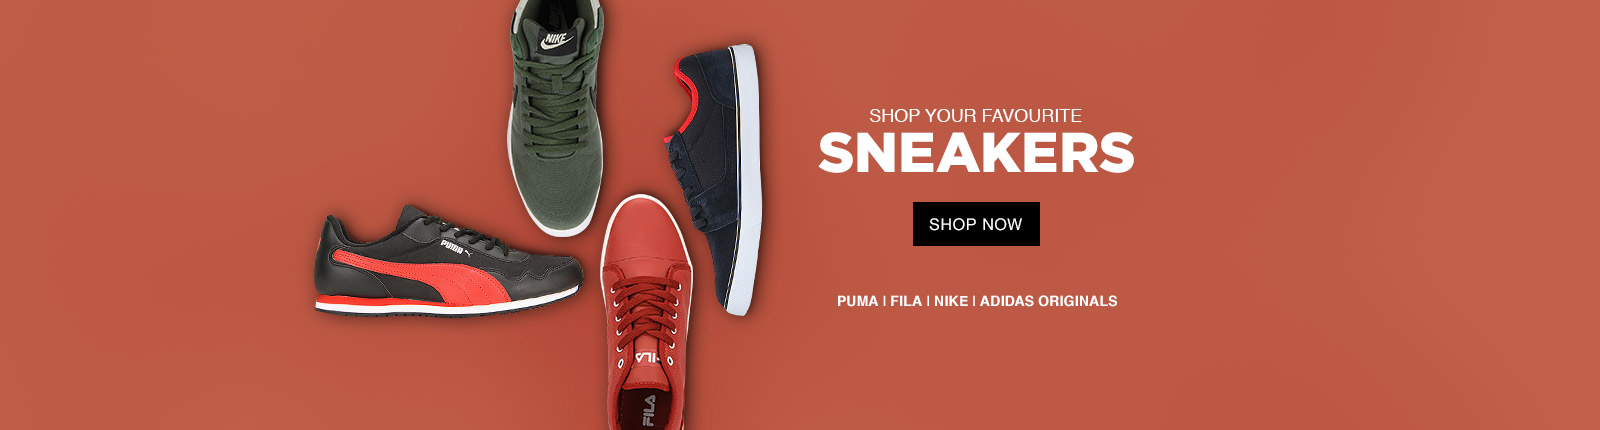 NIKE
PUMA
FILA
FILA
SHOP YOUR FAVOURITE
SNEAKERS
SHOP NOW
PUMA | FILA | NIKE | ADIDAS ORIGINALS